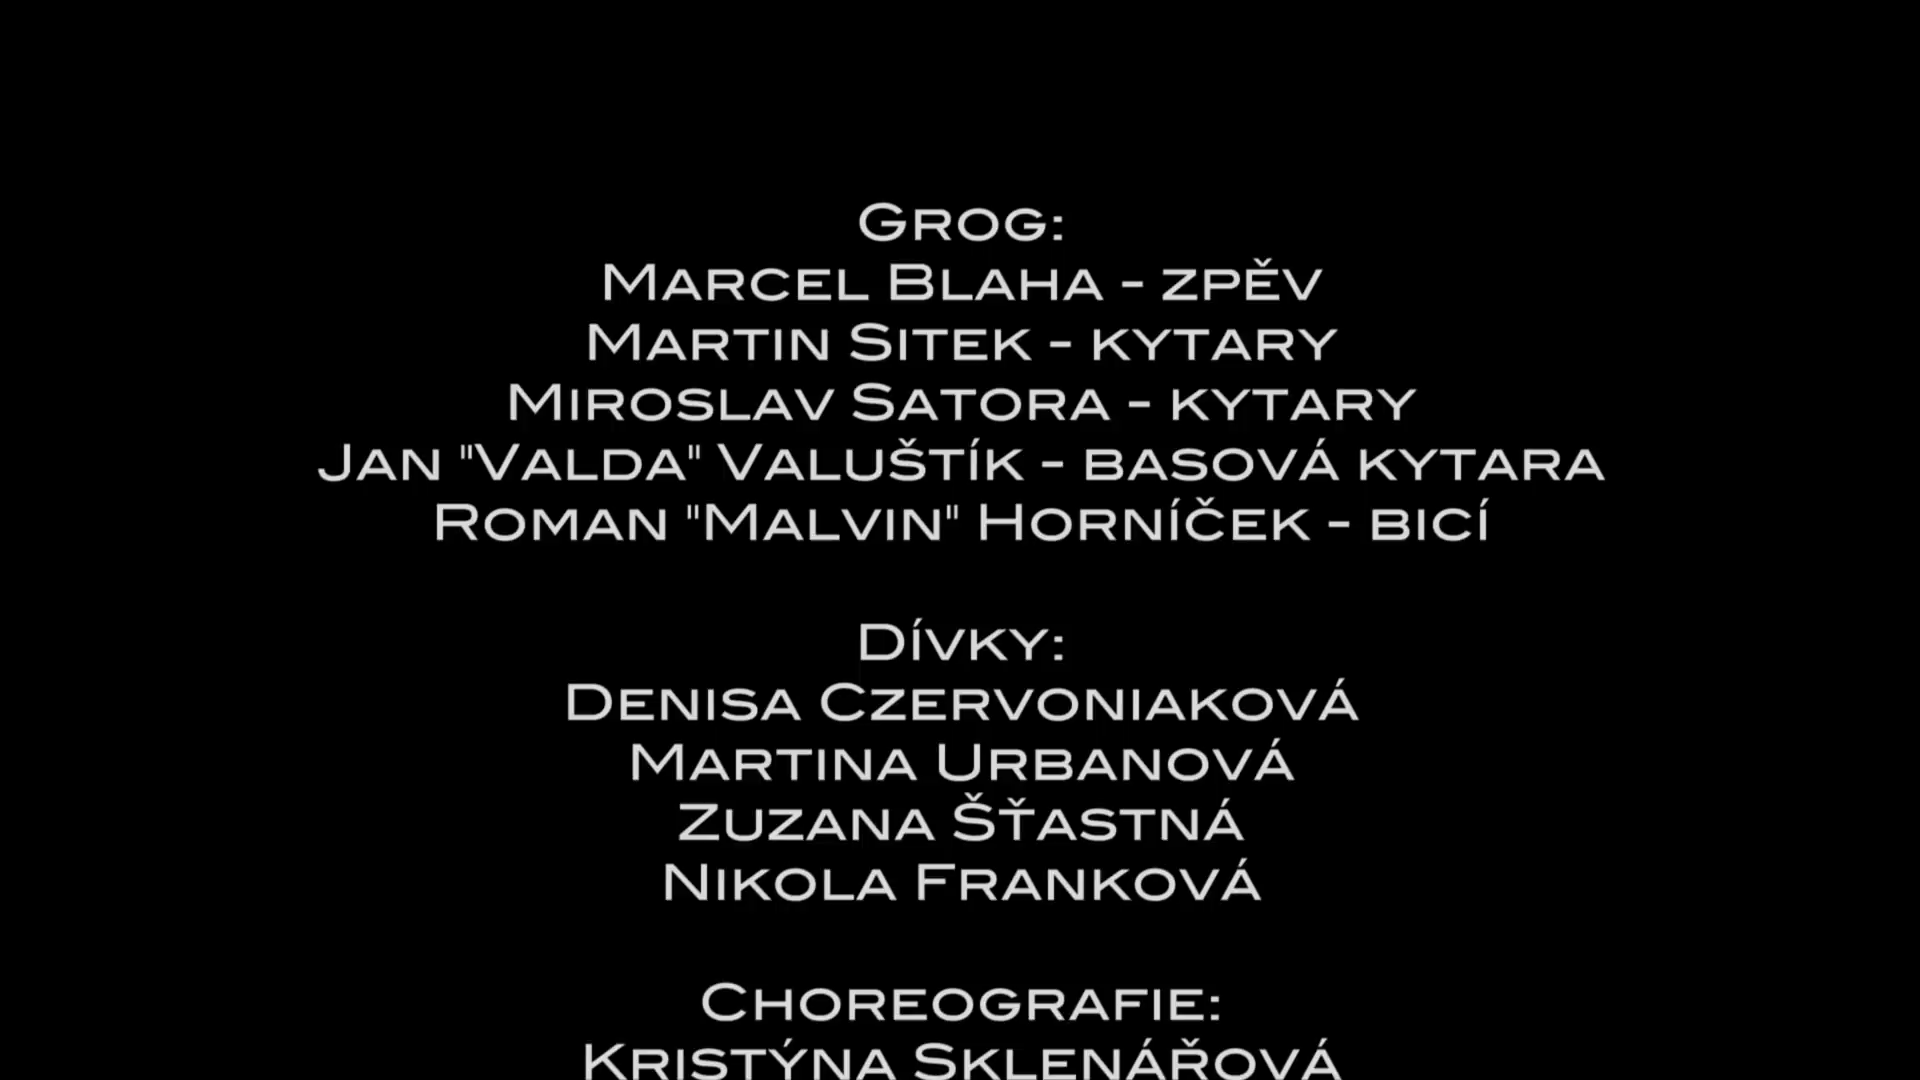 Grog:
Marcel Blaha - zpěv
Martin Sitek - kytary
Miroslav Satora - kytary
Jan "Valda" Valuštík - basová kytara
Roman "Malvin" Horníček - bicí
Dívky:
Denisa Czervoniaková
Martina Urbanová
Zuzana Šťastná
Nikola Franková
Choreografie:
Kristýna Sklenářová